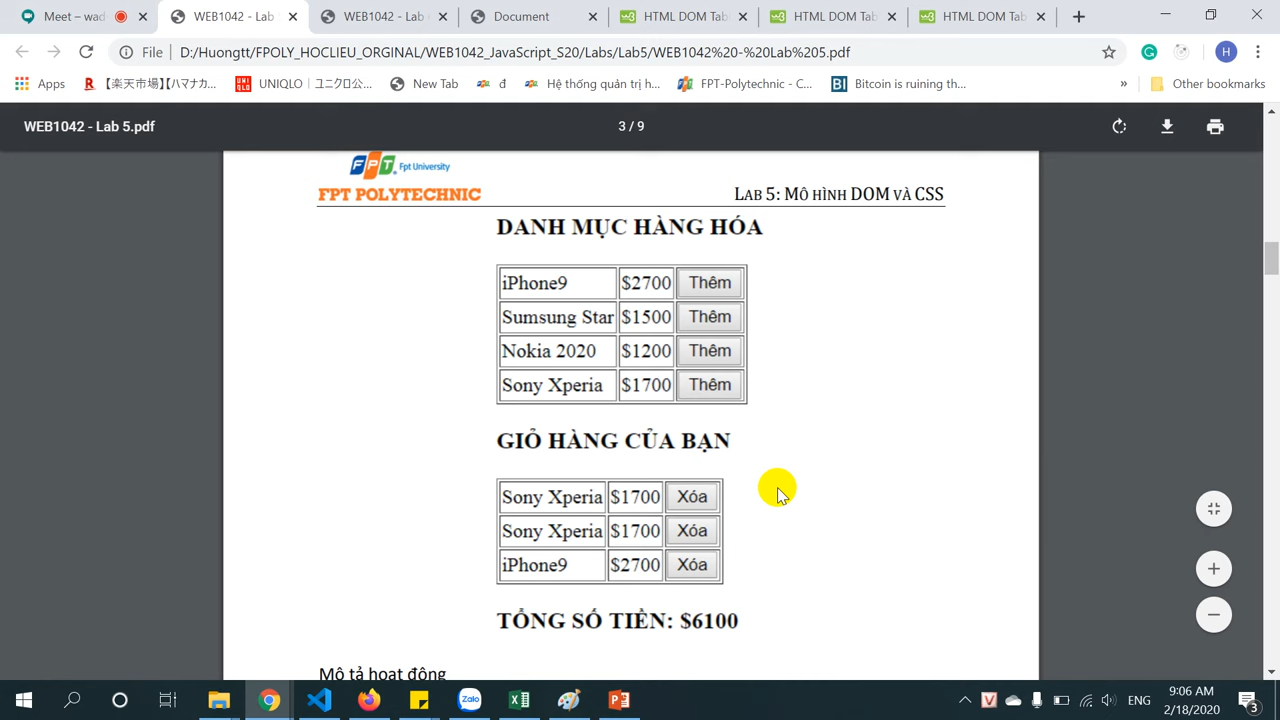 Meet – wad
WEB1042 - Lab
WEB1042 - Lab
Document
HTML DOM Tab
HTML DOM Tab
HTML DOM Tab
File
D:/Huongtt/FPOLY_HOCLIEU_ORGINAL/WEB1042_JavaScript_S20/Labs/Lab5/WEB1042%20-%20Lab%205.pdf
H
Apps
【楽天市場】【ハマナカ...
UNIQLO｜ユニクロ公...
New Tab
đ
Hệ thống quản trị h...
FPT-Polytechnic - C...
BI
Bitcoin is ruining th...
»
Other bookmarks
WEB1042 - Lab 5.pdf
3 / 9
FPT Fpt University
FPT POLYTECHNIC
LAB 5: MÔ HÌNH DOM VÀ CSS
DANH MỤC HÀNG HÓA
iPhone9 $2700 Thêm
Sumsung Star $1500 Thêm
Nokia 2020 $1200 Thêm
Sony Xperia $1700 Thêm
GIỎ HÀNG CỦA BẠN
Sony Xperia $1700 Xóa
Sony Xperia $1700 Xóa
iPhone9 $2700 Xóa
TỔNG SỐ TIỀN: $6100
Mô tả hoạt động
Zalo
ENG
9:06 AM
2/18/2020
3